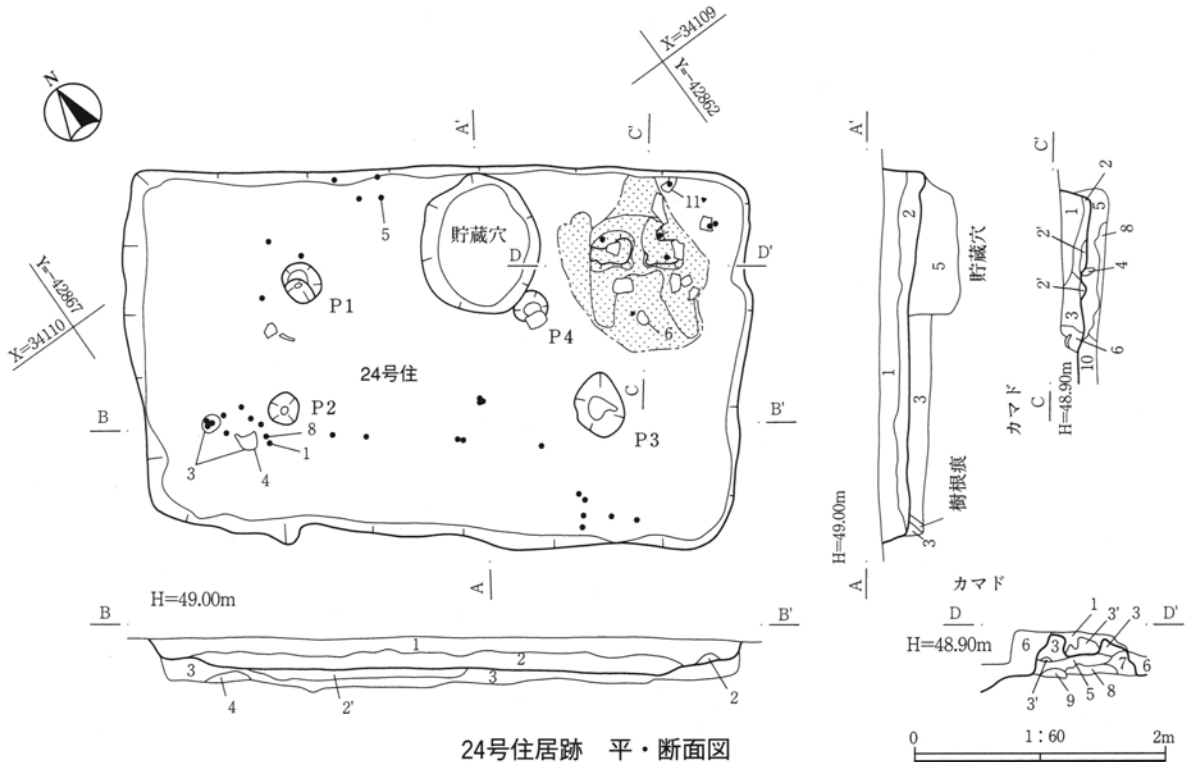 N
X=34109
Y=-42862
A'
C'
貯蔵穴
5
11
D
D'
Y=-42867
X=34110
P1
P4
6
24号住
C
P2
P3
B
B'
8
3
4
1
A
B
H=49.00m
B'
1
2
3
3
4
2'
2
A'
2
5
貯蔵穴
1
3
樹根痕
3
H=49.00m
A
C'
2
1
5
8
2'
4
2'
3
6
10
H=48.90m
C
カマド
カマド
D
1
3'
3
D'
H=48.90m
6
3
7
6
3'
9
5
8
24号住居跡 平・断面図
0
1:60
2m